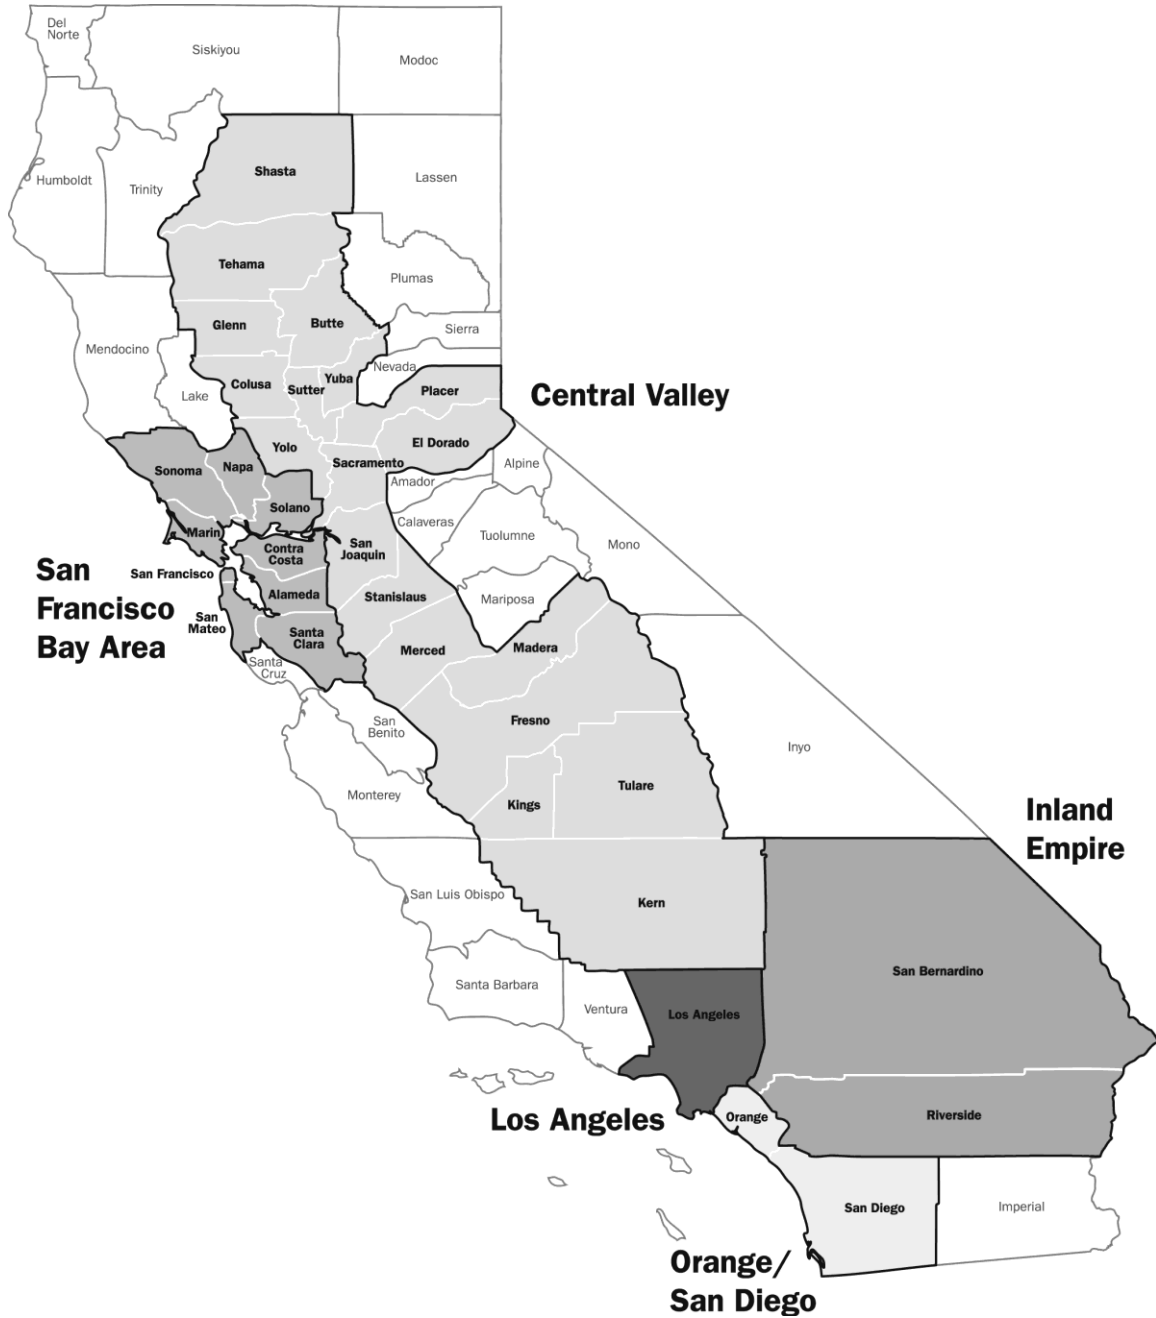 Del
Norte
Siskiyou
Modoc
Shasta
Lassen
Humboldt
Trinity
Tehama
Plumas
Glenn
Butte
Sierra
Mendocino
Nevada
Colusa
Sutter
Yuba
Placer
Lake
Central Valley
Yolo
El Dorado
Sonoma
Napa
Sacramento
Alpine
Amador
Solano
Calaveras
Marin
Tuolumne
Mono
Contra
Costa
San
Joaquin
San
Francisco
Bay Area
San Francisco
Alameda
Stanislaus
Mariposa
San
Mateo
Santa
Clara
Merced
Madera
Santa
Cruz
San
Benito
Fresno
Inyo
Monterey
Kings
Tulare
Inland
Empire
San Luis Obispo
Kern
San Bernardino
Santa Barbara
Ventura
Los Angeles
Los Angeles
Orange
Riverside
San Diego
Imperial
Orange/
San Diego